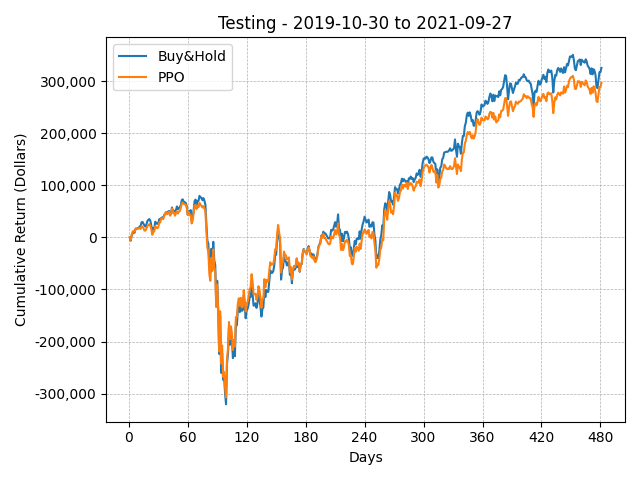 Testing - 2019-10-30 to 2021-09-27
Buy&Hold
PPO
Cumulative Return (Dollars)
300,000
200,000
100,000
0
-100,000
-200,000
-300,000
0 60 120 180 240 300 360 420 480
Days